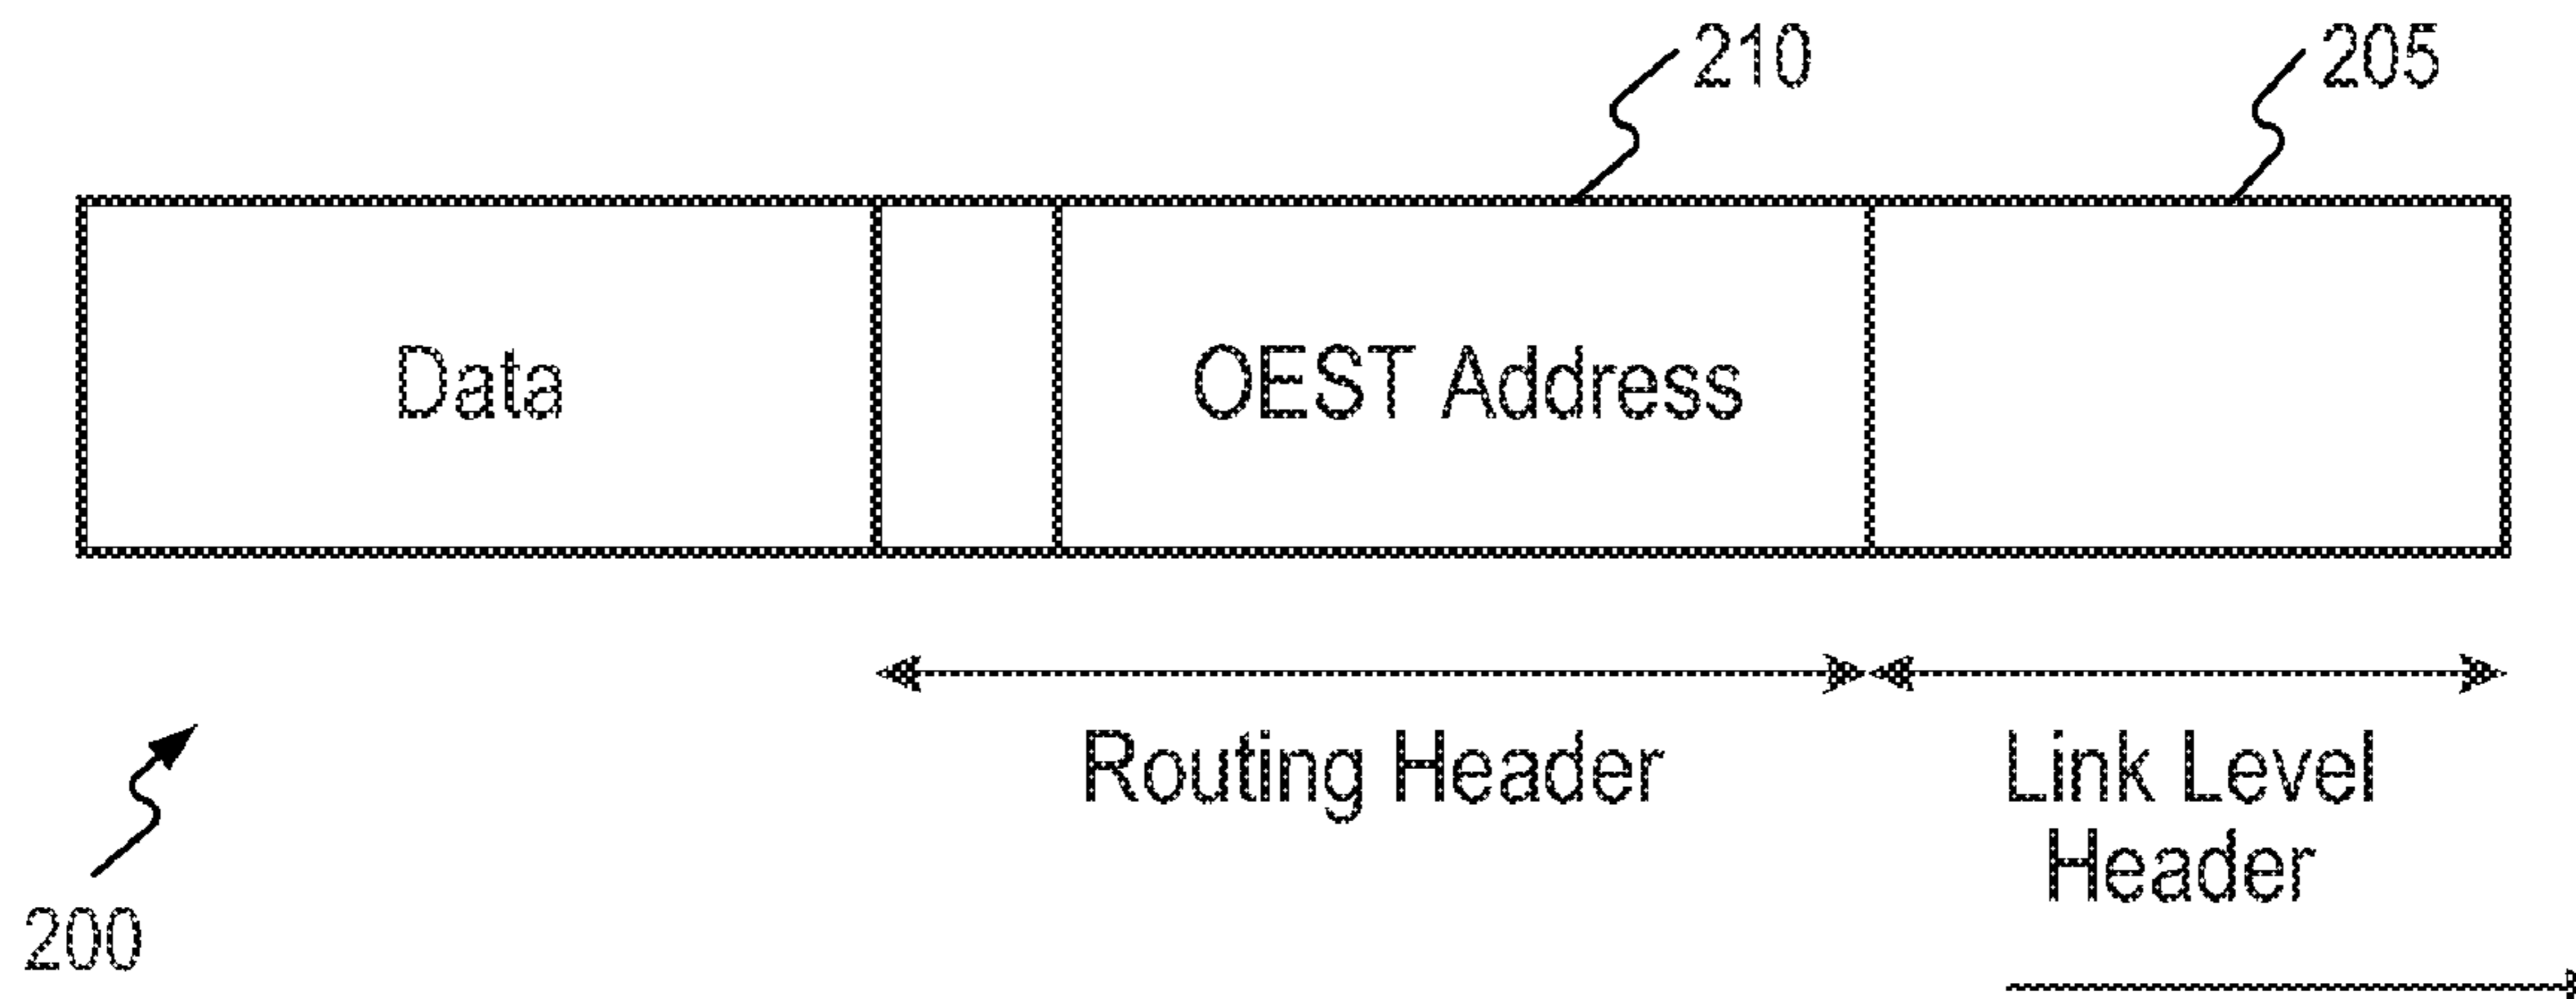 210
205
Data
OEST Address
Routing Header
Link Level
Header
200